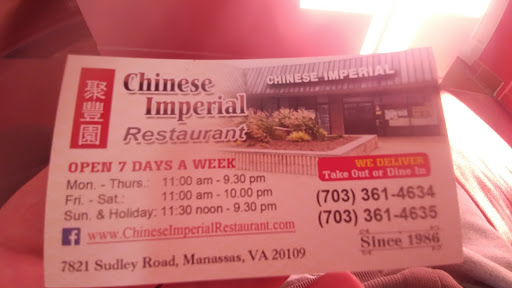 聚豐園
Chinese
Imperial
Restaurant
CHINESE IMPERIAL
OPEN 7 DAYS A WEEK
Mon. - Thurs.: 11:00 am - 9.30 pm
Fri. - Sat.: 11:00 am - 10.00 pm
Sun. & Holiday: 11:30 noon - 9.30 pm
WE DELIVER
Take Out or Dine In
(703) 361-4634
(703) 361-4635
www.ChineseImperialRestaurant.com
SInce 1986
7821 Sudley Road, Manassas, VA 20109